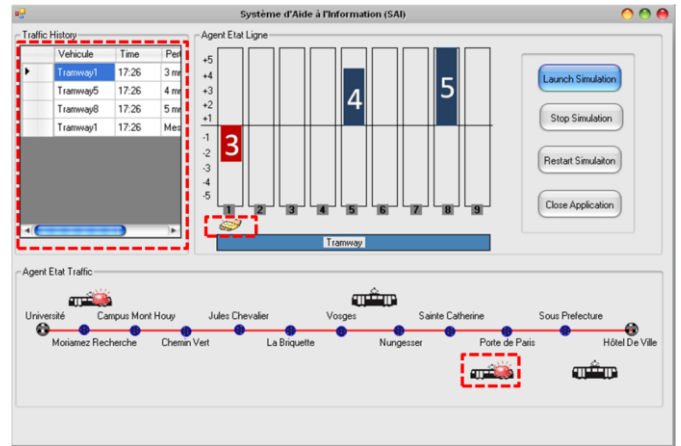 Système d'Aide à l'Information (SAI)
Traffic History
Vehicule Time Pert
Tramway1 17:26 3 mr
Tramway5 17:26 4 mr
Tramway8 17:26 5 mr
Tramway1 17:26 Mes
Agent Etat Ligne
+5
+4
+3
+2
+1
-1
-2
-3
-4
-5
3
4
5
1 2 3 4 5 6 7 8 9
Tramway
Launch Simulation
Stop Simulation
Restart Simulaiton
Close Application
Agent Etat Traffic
Université Campus Mont Houy Jules Chevalier Vosges Sainte Catherine Sous Prefecture
Moriamez Recherche Chemin Vert La Briquette Nungesser Porte de Paris Hôtel De Ville